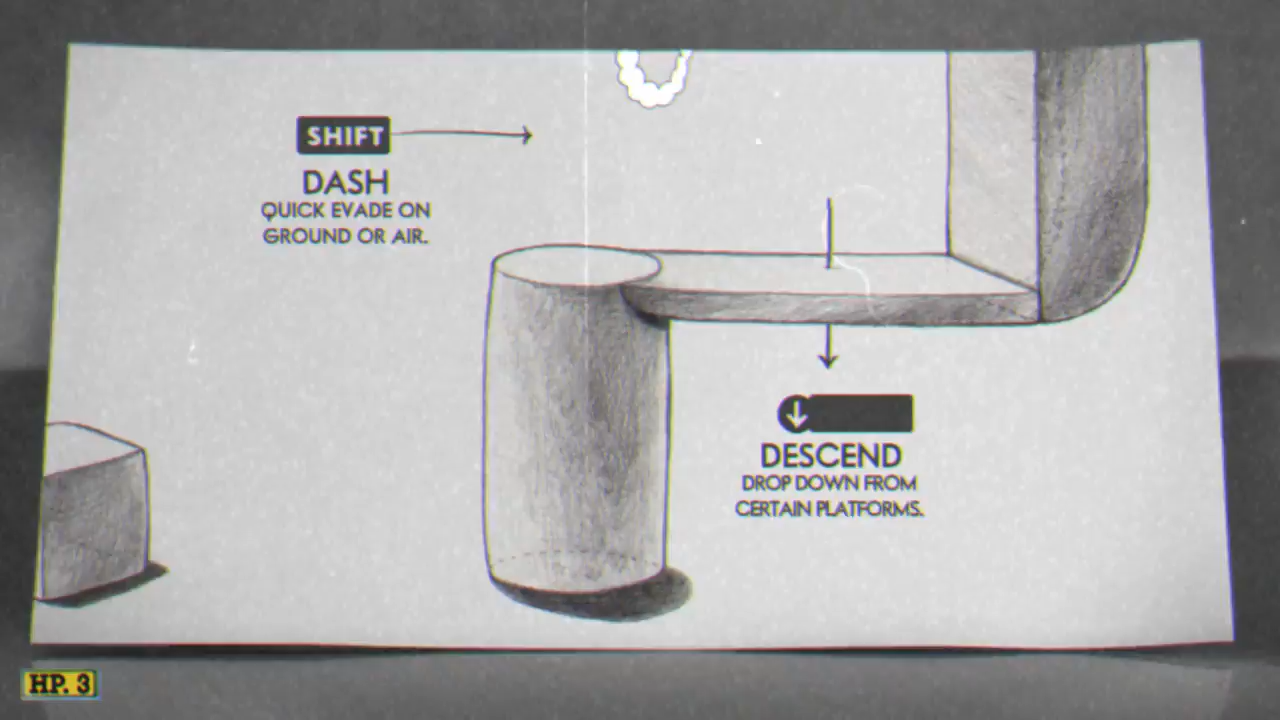 SHIFT
DASH
QUICK EVADE ON
GROUND OR AIR.
DESCEND
DROP DOWN FROM
CERTAIN PLATFORMS.
HP. 3